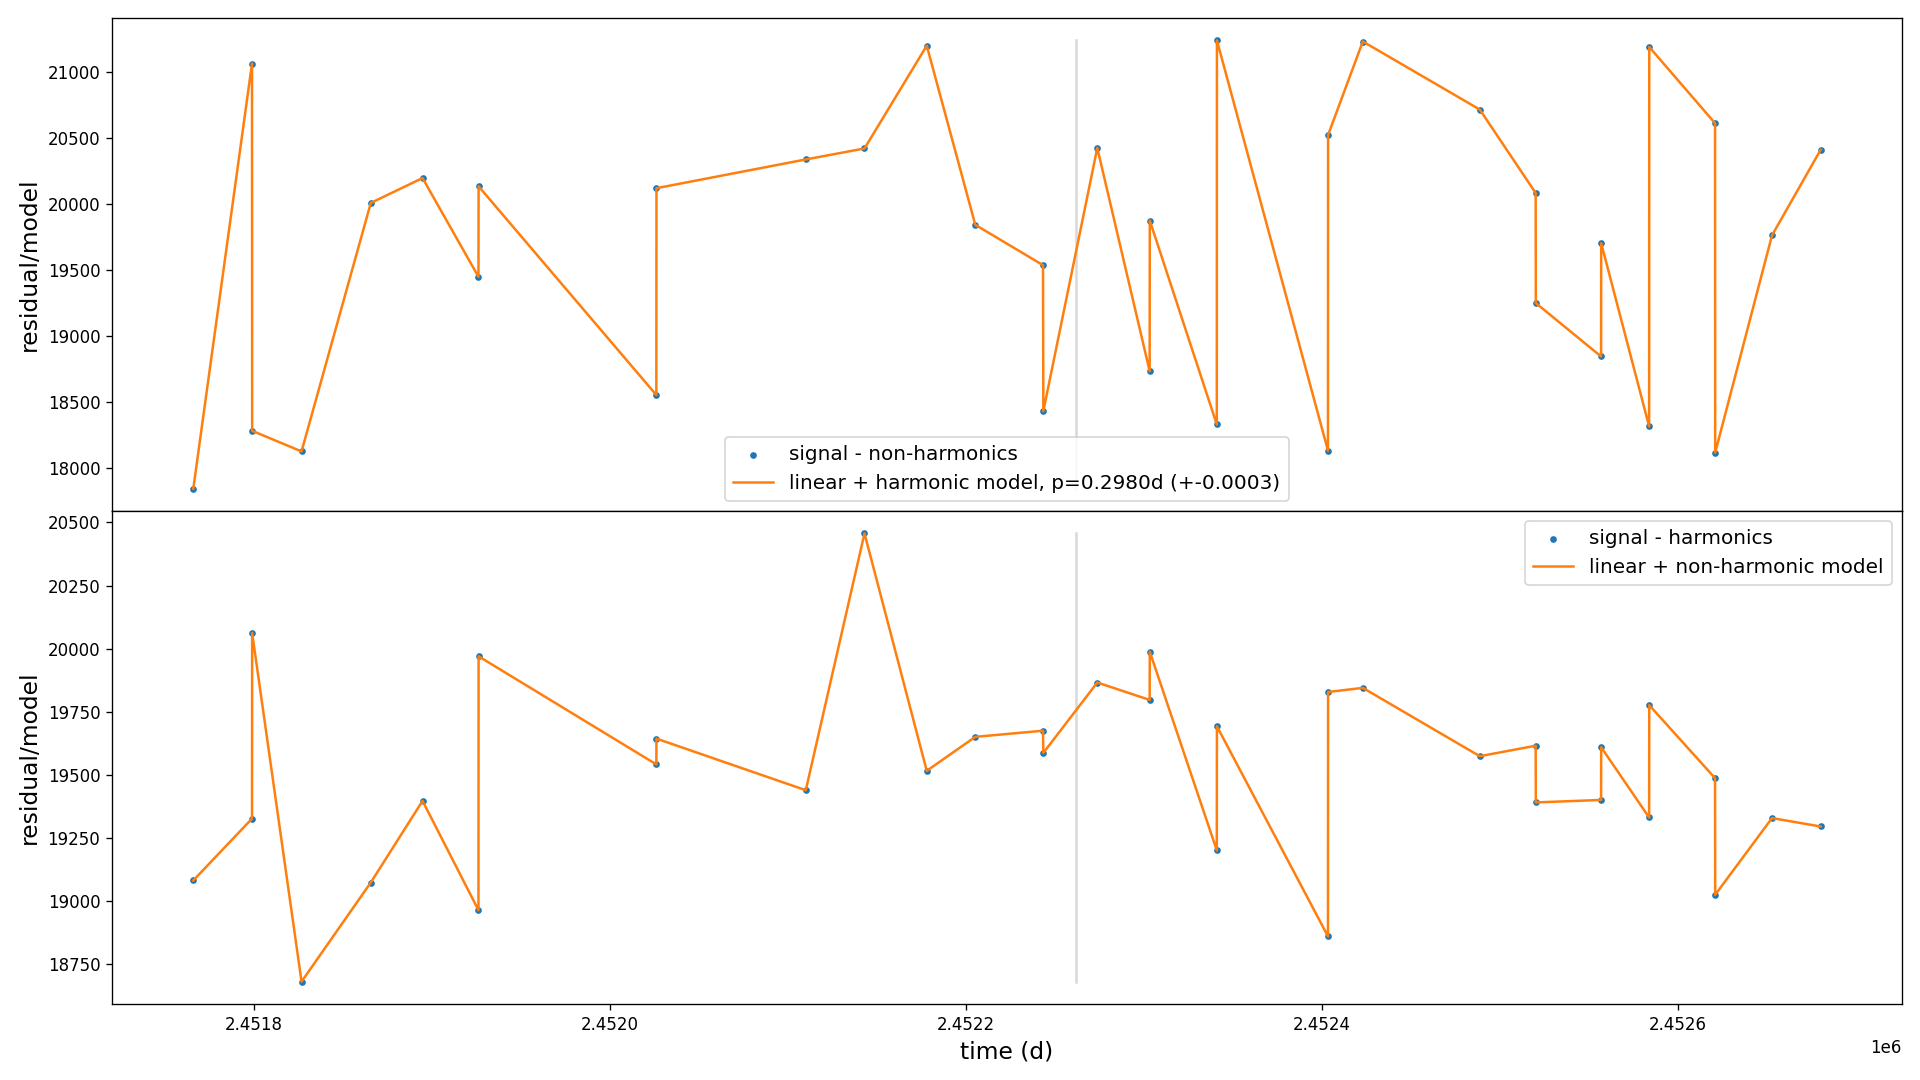 21000
20500
20000
19500
19000
18500
18000
residual/model
signal - non-harmonics
linear + harmonic model, p=0.2980d (+-0.0003)
20500
20250
20000
19750
19500
19250
19000
18750
residual/model
signal - harmonics
linear + non-harmonic model
2.4518 2.4520 2.4522 2.4524 2.4526
time (d)
1e6